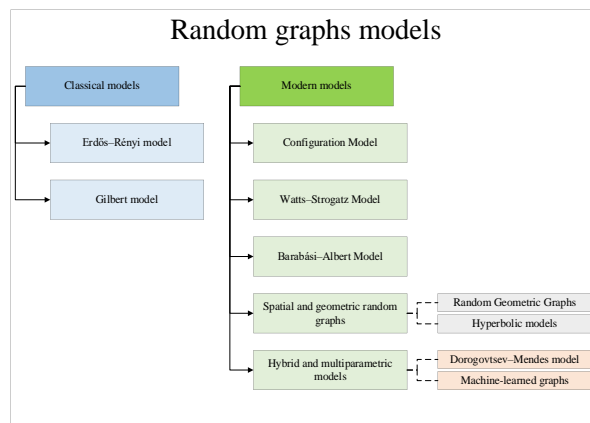 Random graphs models
Classical models
Erdős–Rényi model
Gilbert model
Modern models
Configuration Model
Watts–Strogatz Model
Barabási–Albert Model
Spatial and geometric random
graphs
Random Geometric Graphs
Hyperbolic models
Hybrid and multiparametric
models
Dorogovtsev–Mendes model
Machine-learned graphs